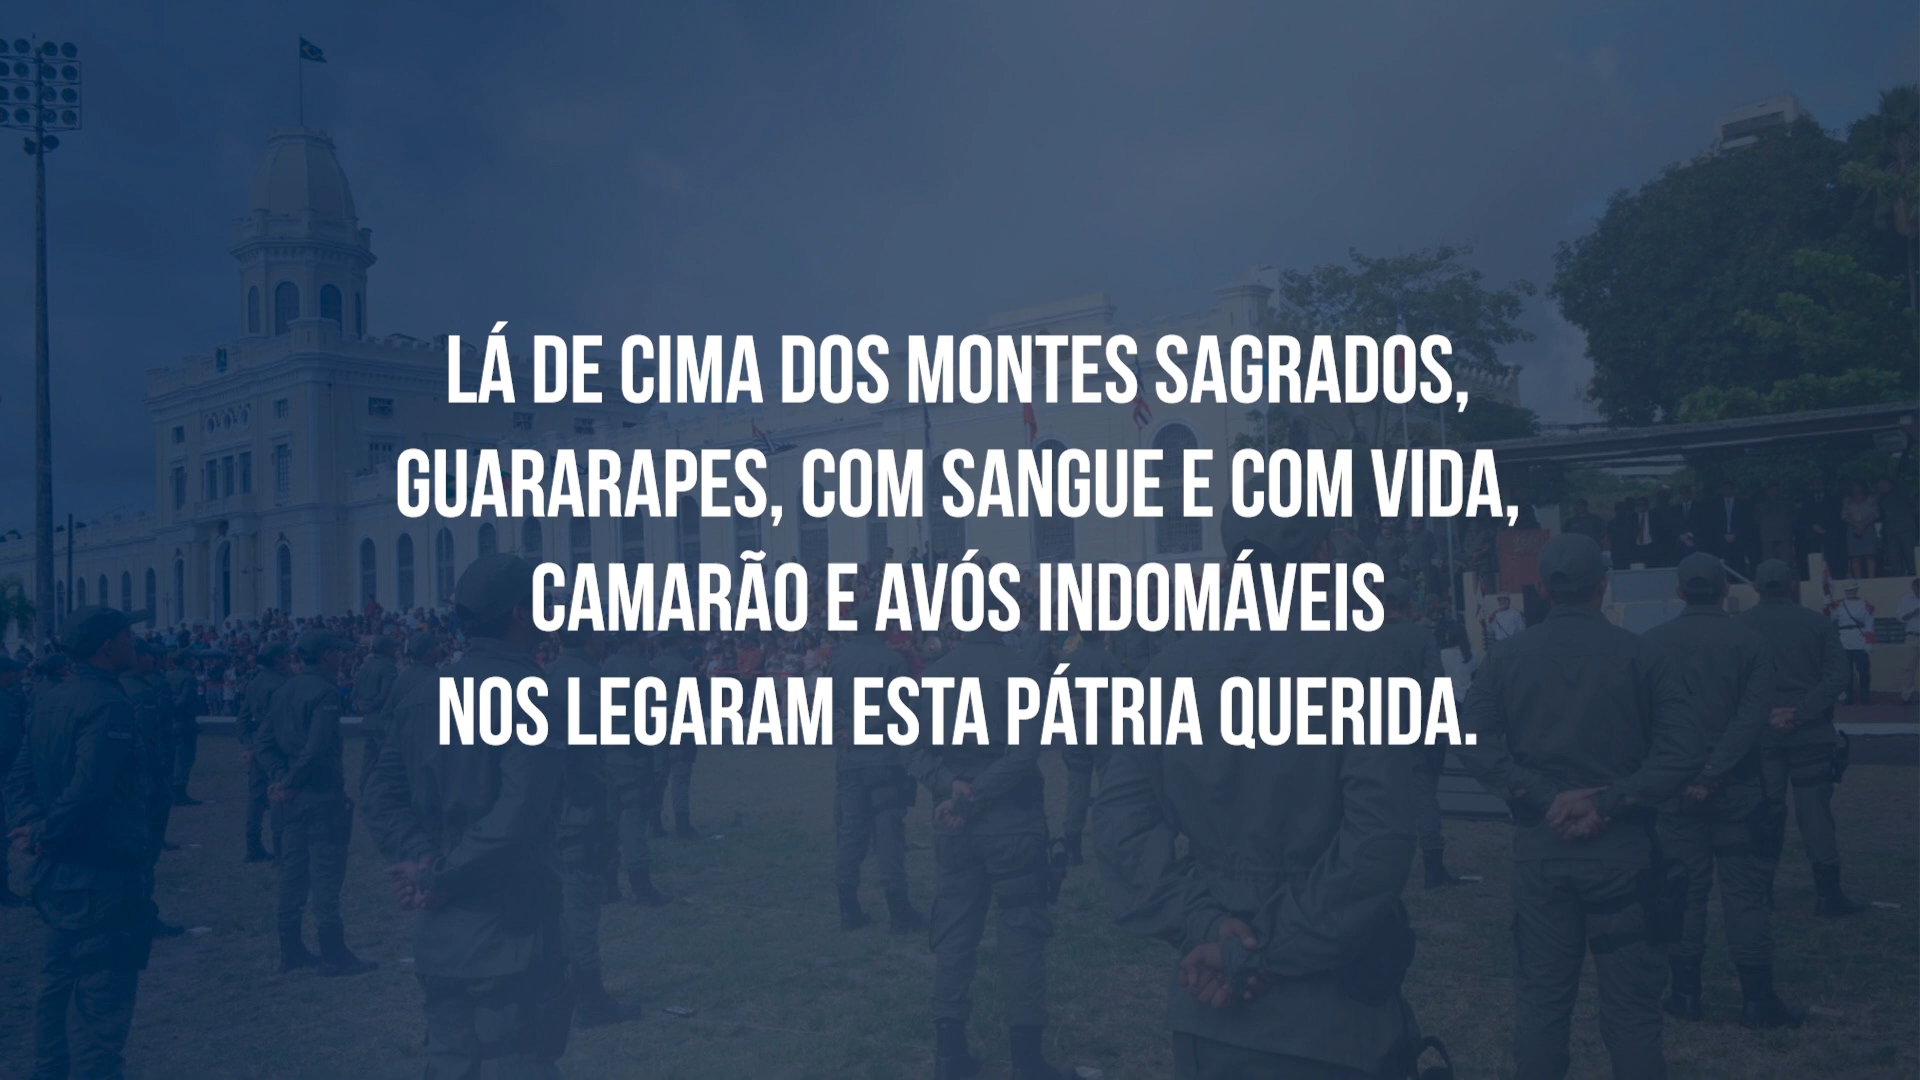 LÁ DE CIMA DOS MONTES SAGRADOS,
GUARARAPES, COM SANGUE E COM VIDA,
CAMARÃO E AVÓS INDOMÁVEIS
NOS LEGARAM ESTA PÁTRIA QUERIDA.